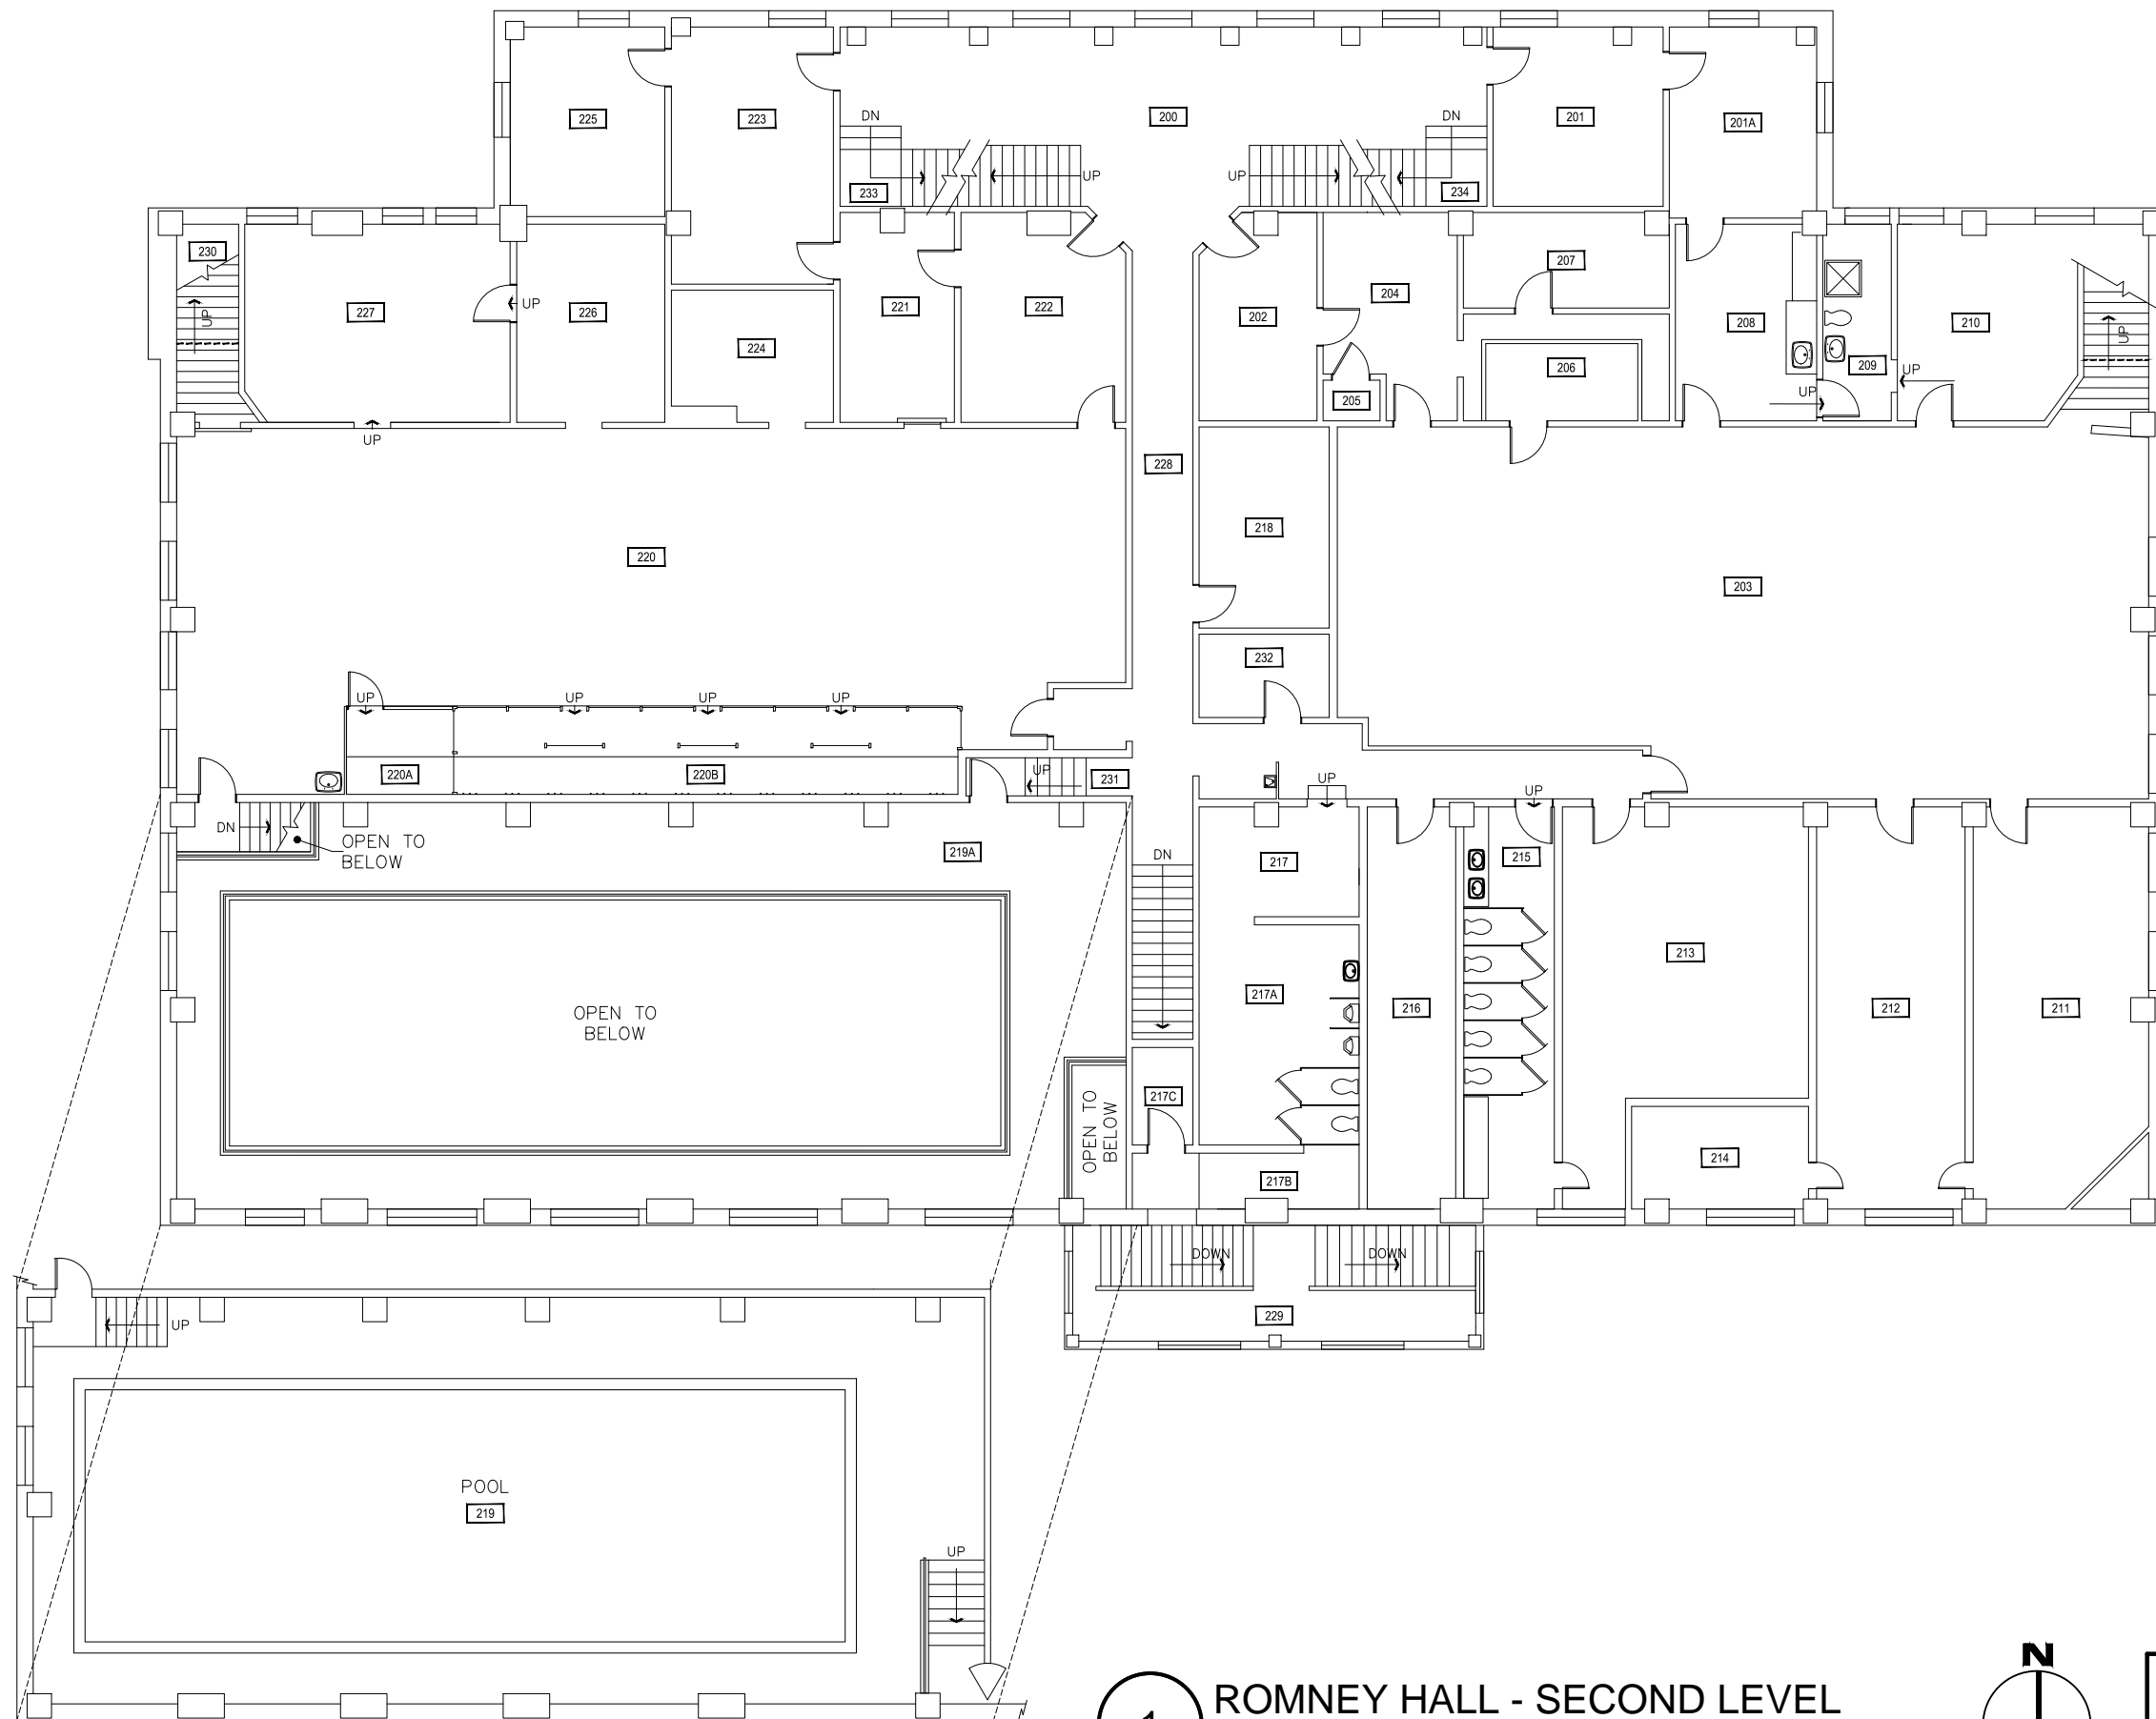 DN
200
DN
201
201A
225
223
UP
UP
233
234
230
227
UP
226
221
222
202
204
207
208
210
UP
UP
224
206
209
UP
205
UP
UP
228
220
218
203
232
UP
UP
UP
UP
220A
220B
UP
231
UP
UP
DN
OPEN TO
BELOW
219A
DN
217
215
213
OPEN TO
BELOW
217A
216
212
211
217C
OPEN TO
BELOW
217B
214
DOWN
DOWN
229
UP
POOL
219
UP
N
1
ROMNEY HALL - SECOND LEVEL